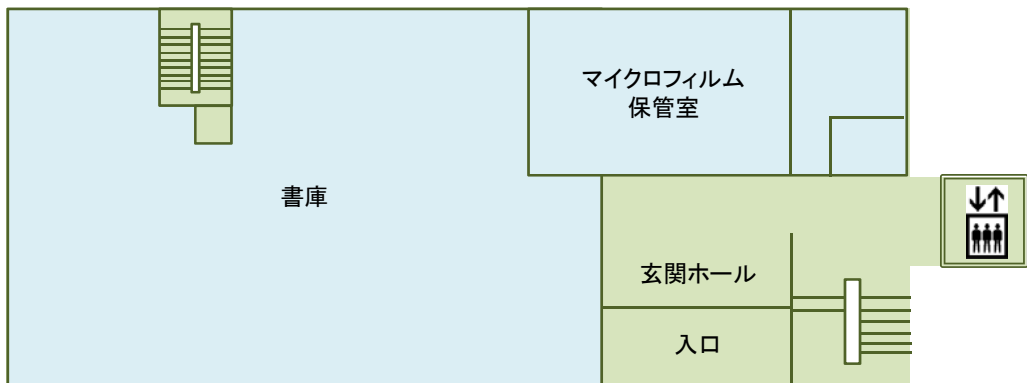 マイクロフィルム
保管室
書庫
玄関ホール
入口